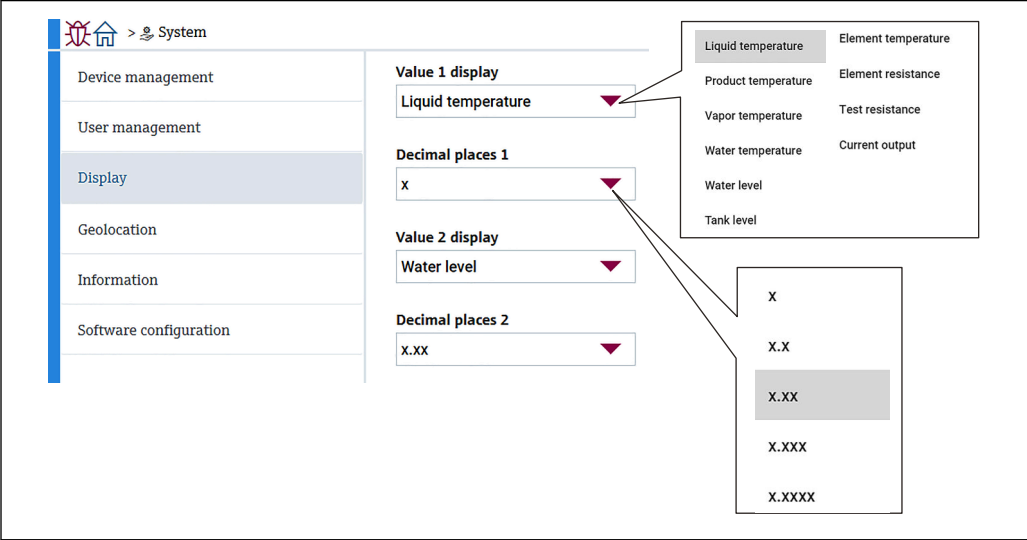 > System
Device management
User management
Display
Geolocation
Information
Software configuration
Value 1 display
Liquid temperature
Decimal places 1
x
Value 2 display
Water level
Decimal places 2
x.xx
Liquid temperature
Product temperature
Vapor temperature
Water temperature
Water level
Tank level
Element temperature
Element resistance
Test resistance
Current output
x
x.x
x.xx
x.xxx
x.xxxx